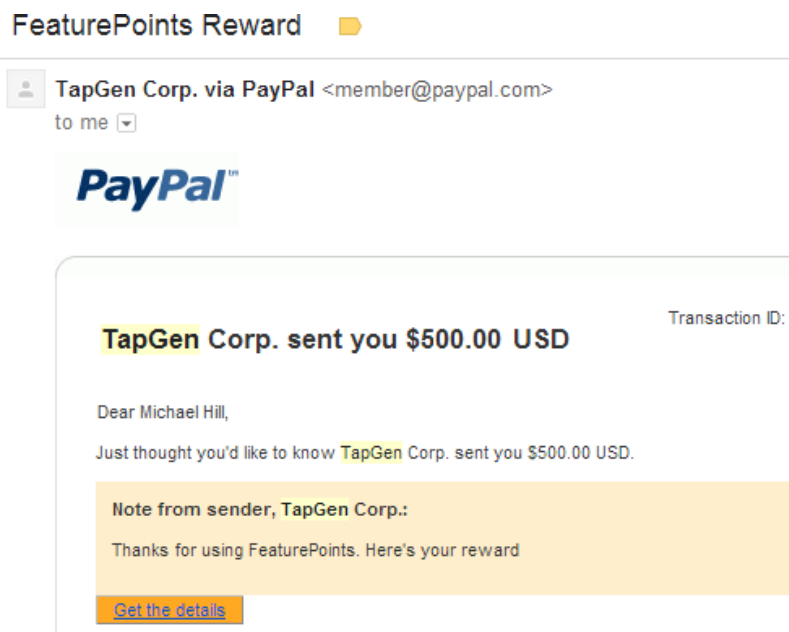 FeaturePoints Reward
TapGen Corp. via PayPal <member@paypal.com>
to me
PayPal™
Transaction ID:
TapGen Corp. sent you $500.00 USD
Dear Michael Hill,
Just thought you'd like to know TapGen Corp. sent you $500.00 USD.
Note from sender, TapGen Corp.:
Thanks for using FeaturePoints. Here's your reward
Get the details